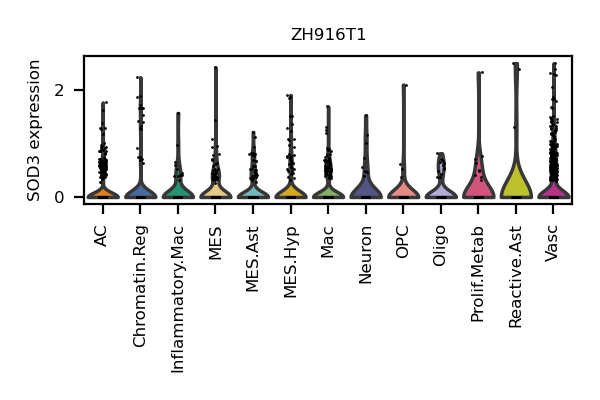 ZH916T1
SOD3 expression
2
0
AC
Chromatin.Reg
Inflammatory.Mac
MES
MES.Ast
MES.Hyp
Mac
Neuron
OPC
Oligo
Prolif.Metab
Reactive.Ast
Vasc